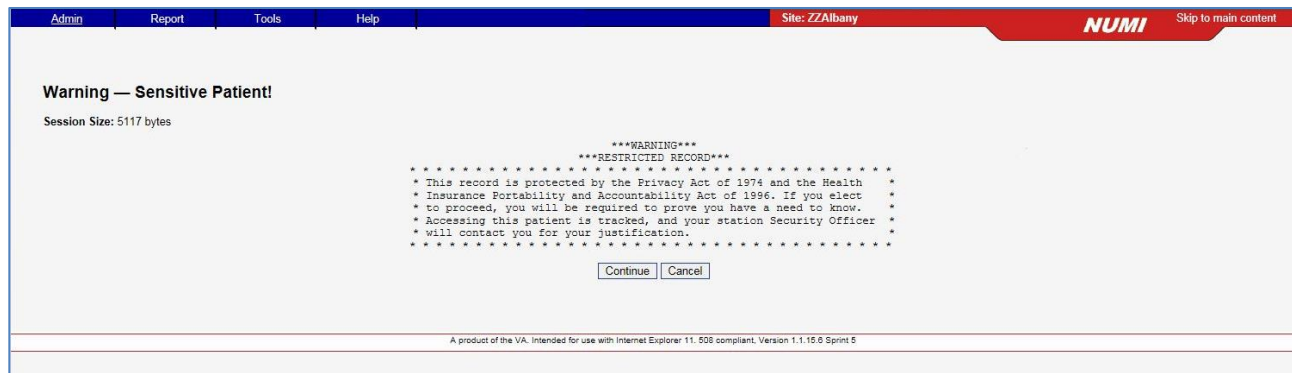 Admin Report Tools Help Site: ZZAlbany NUMI Skip to main content
Warning — Sensitive Patient!
Session Size: 5117 bytes
***WARNING***
***RESTRICTED RECORD***
* * * * * * * * * * * * * * * * * * * * * * * * * * * * * * * * * * * * *
* This record is protected by the Privacy Act of 1974 and the Health *
* Insurance Portability and Accountability Act of 1996. If you elect *
* to proceed, you will be required to prove you have a need to know. *
* Accessing this patient is tracked, and your station Security Officer *
* will contact you for your justification. *
* * * * * * * * * * * * * * * * * * * * * * * * * * * * * * * * * * * * *
Continue Cancel
A product of the VA. Intended for use with Internet Explorer 11. 508 compliant, Version 1.1.15.6 Sprint 5